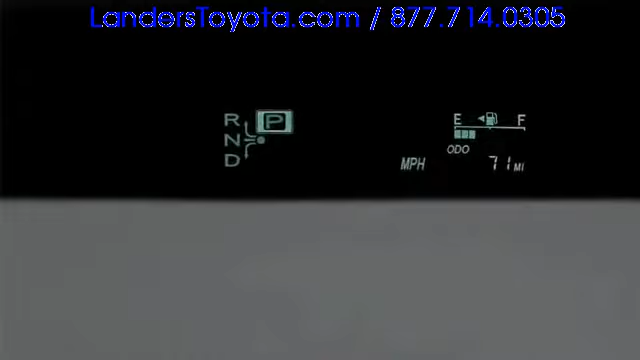 LandersToyota.com / 877.714.0305
R P
N
D
E F
ODO
MPH 71 MI